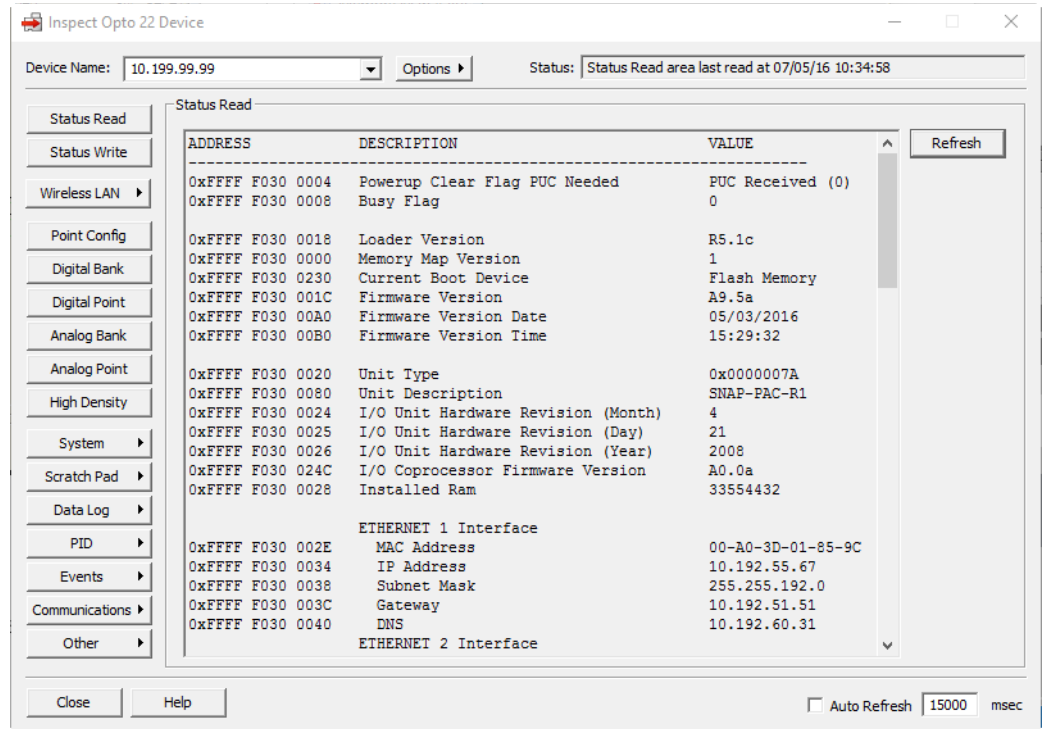 Inspect Opto 22 Device
Device Name: 10.199.99.99 Options Status: Status Read area last read at 07/05/16 10:34:58
Status Read
Status Write
Wireless LAN
Point Config
Digital Bank
Digital Point
Analog Bank
Analog Point
High Density
System
Scratch Pad
Data Log
PID
Events
Communications
Other
Status Read
ADDRESS DESCRIPTION VALUE
--------------------------------------------------------------------------------
0xFFFF F030 0004 Powerup Clear Flag PUC Needed PUC Received (0)
0xFFFF F030 0008 Busy Flag 0
0xFFFF F030 0018 Loader Version R5.1c
0xFFFF F030 0000 Memory Map Version 1
0xFFFF F030 0230 Current Boot Device Flash Memory
0xFFFF F030 001C Firmware Version A9.5a
0xFFFF F030 00A0 Firmware Version Date 05/03/2016
0xFFFF F030 00B0 Firmware Version Time 15:29:32
0xFFFF F030 0020 Unit Type 0x0000007A
0xFFFF F030 0080 Unit Description SNAP-PAC-R1
0xFFFF F030 0024 I/O Unit Hardware Revision (Month) 4
0xFFFF F030 0025 I/O Unit Hardware Revision (Day) 21
0xFFFF F030 0026 I/O Unit Hardware Revision (Year) 2008
0xFFFF F030 024C I/O Coprocessor Firmware Version A0.0a
0xFFFF F030 0028 Installed Ram 33554432
ETHERNET 1 Interface
0xFFFF F030 002E MAC Address 00-A0-3D-01-85-9C
0xFFFF F030 0034 IP Address 10.192.55.67
0xFFFF F030 0038 Subnet Mask 255.255.192.0
0xFFFF F030 003C Gateway 10.192.51.51
0xFFFF F030 0040 DNS 10.192.60.31
ETHERNET 2 Interface
Refresh
Close Help Auto Refresh 15000 msec